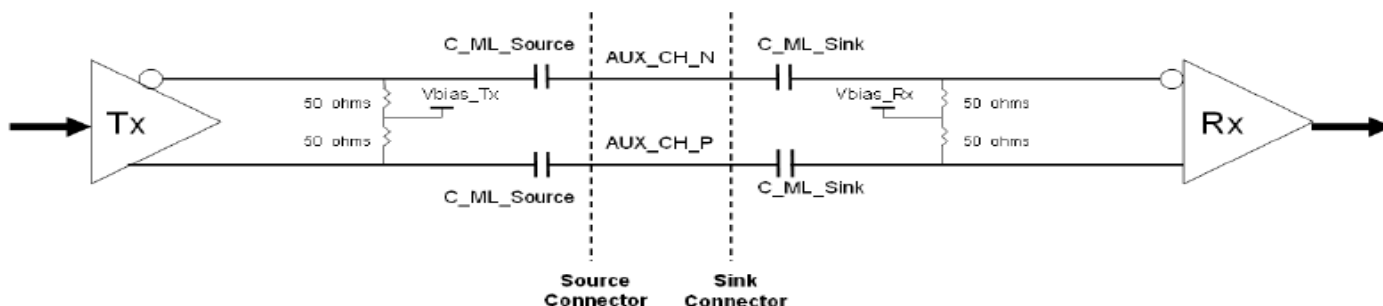 C_ML_Source
AUX_CH_N
C_ML_Sink
50 ohms
Vbias_Tx
Vbias_Rx
50 ohms
Tx
Rx
50 ohms
50 ohms
AUX_CH_P
C_ML_Source
C_ML_Sink
Source
Connector
Sink
Connector